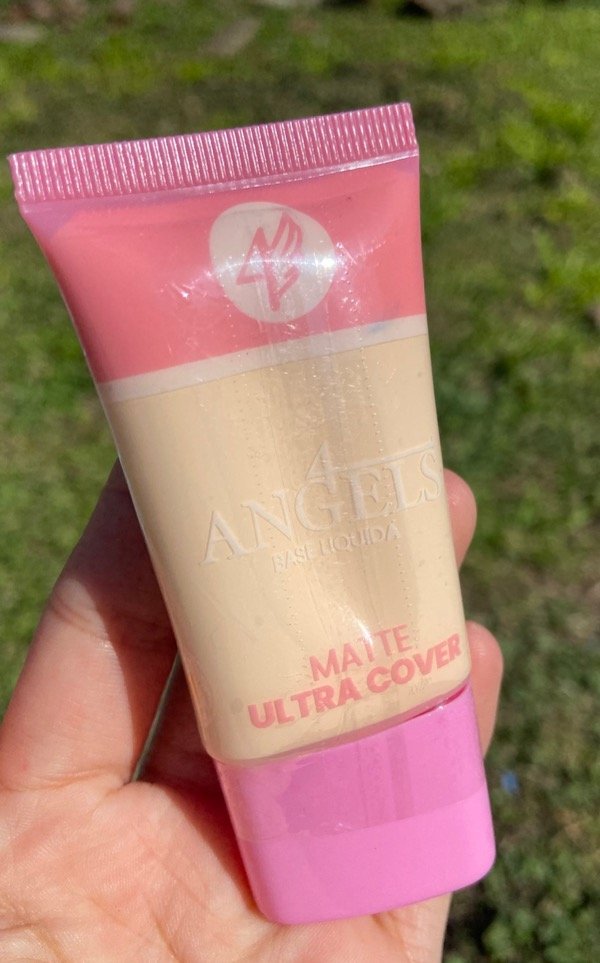 4
ANGELS
BASE LIQUIDA
MATTE
ULTRA COVER